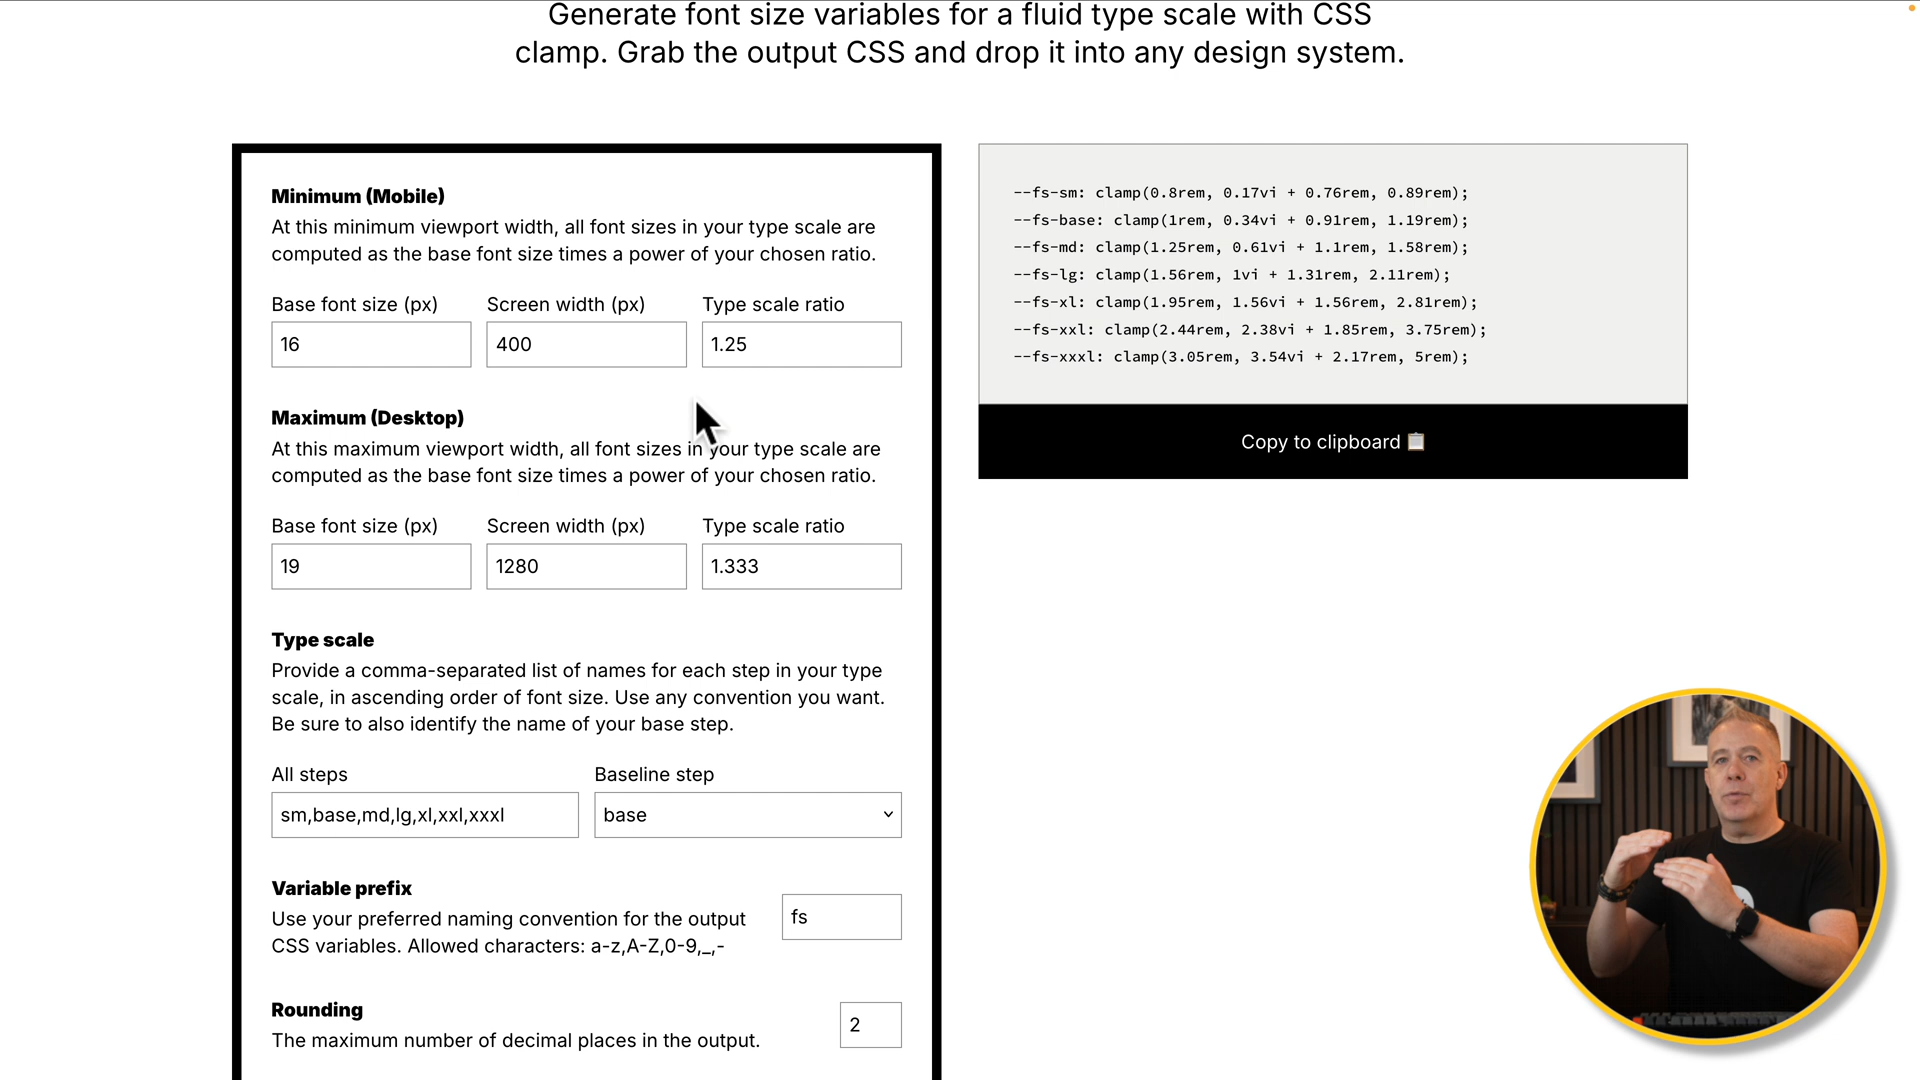 Generate font size variables for a fluid type scale with CSS
clamp. Grab the output CSS and drop it into any design system.
Minimum (Mobile)
At this minimum viewport width, all font sizes in your type scale are
computed as the base font size times a power of your chosen ratio.
Base font size (px) Screen width (px) Type scale ratio
16 400 1.25
Maximum (Desktop)
At this maximum viewport width, all font sizes in your type scale are
computed as the base font size times a power of your chosen ratio.
Base font size (px) Screen width (px) Type scale ratio
19 1280 1.333
Type scale
Provide a comma-separated list of names for each step in your type
scale, in ascending order of font size. Use any convention you want.
Be sure to also identify the name of your base step.
All steps Baseline step
sm,base,md,lg,xl,xxl,xxxl base
Variable prefix
Use your preferred naming convention for the output
CSS variables. Allowed characters: a-z,A-Z,0-9,_,-
fs
Rounding
The maximum number of decimal places in the output.
2
--fs-sm: clamp(0.8rem, 0.17vi + 0.76rem, 0.89rem);
--fs-base: clamp(1rem, 0.34vi + 0.91rem, 1.19rem);
--fs-md: clamp(1.25rem, 0.61vi + 1.1rem, 1.58rem);
--fs-lg: clamp(1.56rem, 1vi + 1.31rem, 2.11rem);
--fs-xl: clamp(1.95rem, 1.56vi + 1.56rem, 2.81rem);
--fs-xxl: clamp(2.44rem, 2.38vi + 1.85rem, 3.75rem);
--fs-xxxl: clamp(3.05rem, 3.54vi + 2.17rem, 5rem);
Copy to clipboard